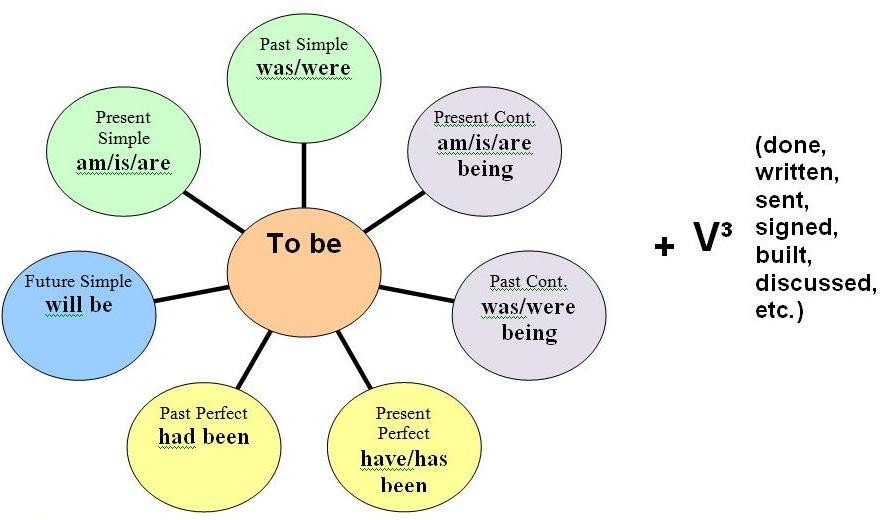 Past Simple
was/were
Present
Simple
am/is/are
Present Cont.
am/is/are
being
To be
Future Simple
will be
Past Cont.
was/were
being
Past Perfect
had been
Present
Perfect
have/has
been
+ V³
(done,
written,
sent,
signed,
built,
discussed,
etc.)